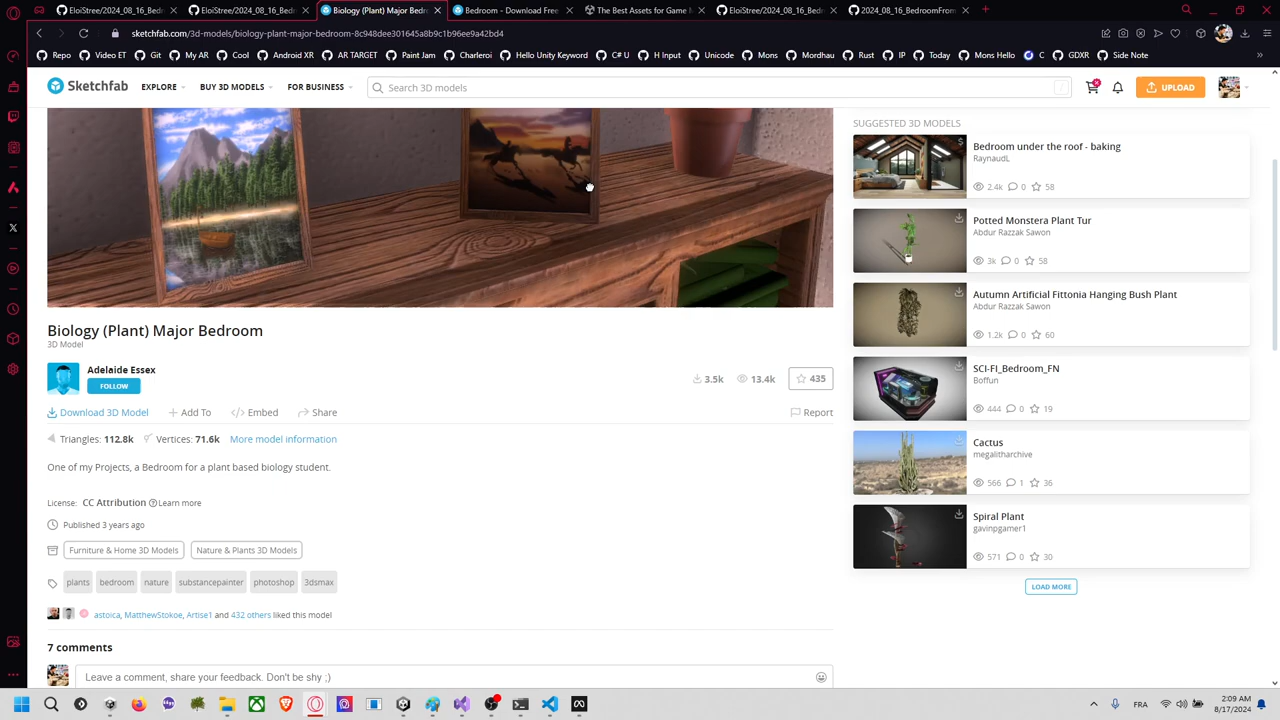 EloiStree/2024_08_16_Bedroo
EloiStree/2024_08_16_Bedroo
Biology (Plant) Major Bedr
Bedroom – Download Free
The Best Assets for Game M
EloiStree/2024_08_16_Bedro
2024_08_16_BedroomFrom
sketchfab.com/3d-models/biology-plant-major-bedroom-8c948dee301645a8b9c1b96ee9a42bd4
Repo
Video ET
Git
My AR
Cool
Android XR
AR TARGET
Paint Jam
Charleroi
Hello Unity Keyword
C# U
H Input
Unicode
Mons
Mordhau
Rust
IP
Today
Mons Hello
C
GDXR
Side Note
Sketchfab
EXPLORE
BUY 3D MODELS
FOR BUSINESS
Search 3D models
/
UPLOAD
Biology (Plant) Major Bedroom
3D Model
Adelaide Essex
FOLLOW
3.5k
13.4k
435
Download 3D Model
Add To
Embed
Share
Report
Triangles: 112.8k
Vertices: 71.6k
More model information
One of my Projects, a Bedroom for a plant based biology student.
License: CC Attribution
Learn more
Published 3 years ago
Furniture & Home 3D Models
Nature & Plants 3D Models
plants
bedroom
nature
substancepainter
photoshop
3dsmax
astoica, MatthewStokoe, Artise1 and 432 others liked this model
7 comments
Leave a comment, share your feedback. Don't be shy ;)
SUGGESTED 3D MODELS
Bedroom under the roof - baking
RaynaudL
2.4k 0 58
Potted Monstera Plant Tur
Abdur Razzak Sawon
3k 0 58
Autumn Artificial Fittonia Hanging Bush Plant
Abdur Razzak Sawon
1.2k 0 60
SCI-FI_Bedroom_FN
Boffun
444 0 19
Cactus
megalitharchive
566 1 36
Spiral Plant
gavinpgamer1
571 0 30
LOAD MORE
FRA
2:09 AM
8/17/2024